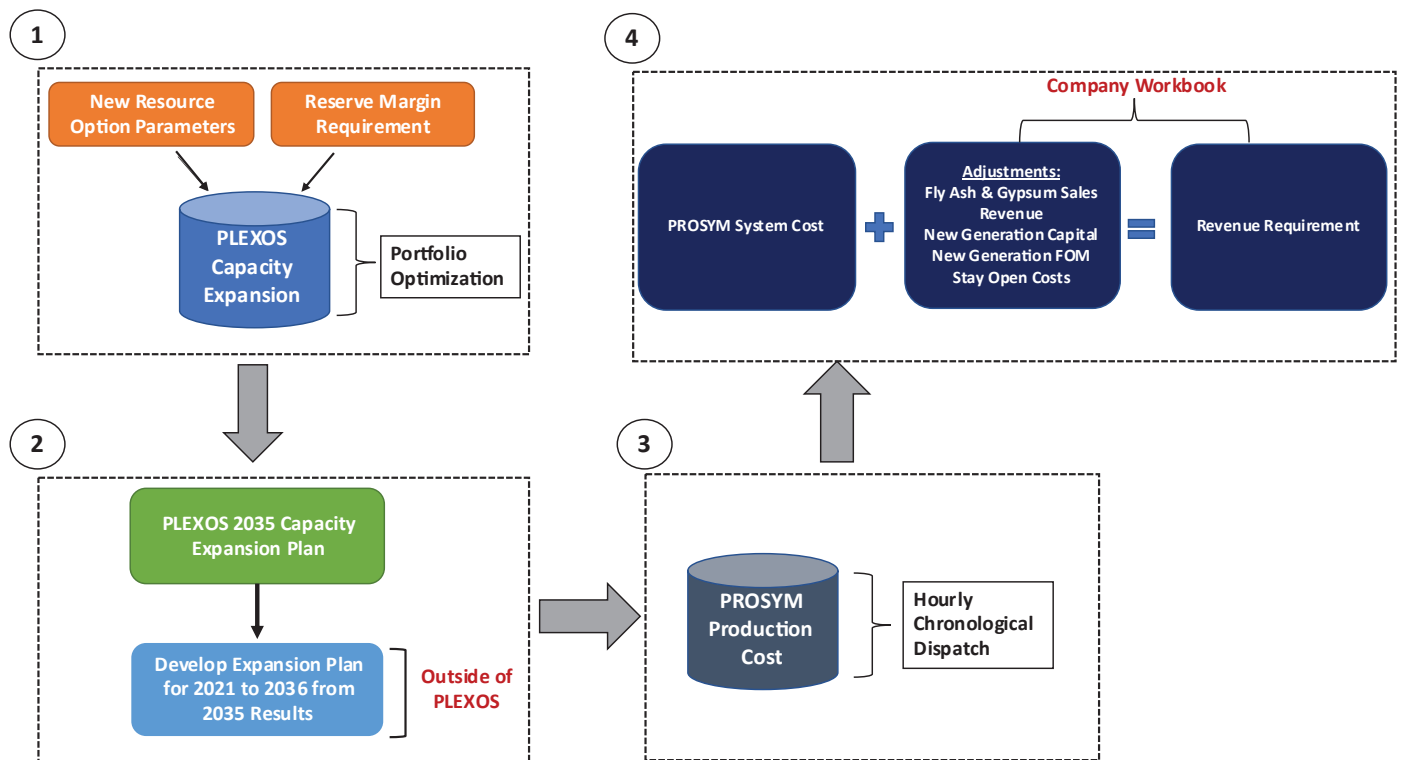 1
New Resource
Option Parameters
Reserve Margin
Requirement
PLEXOS
Capacity
Expansion
Portfolio
Optimization
2
PLEXOS 2035 Capacity
Expansion Plan
Develop Expansion Plan
for 2021 to 2036 from
2035 Results
Outside of
PLEXOS
3
PROSYM
Production
Cost
Hourly
Chronological
Dispatch
4
Company Workbook
PROSYM System Cost
Adjustments:
Fly Ash & Gypsum Sales
Revenue
New Generation Capital
New Generation FOM
Stay Open Costs
Revenue Requirement